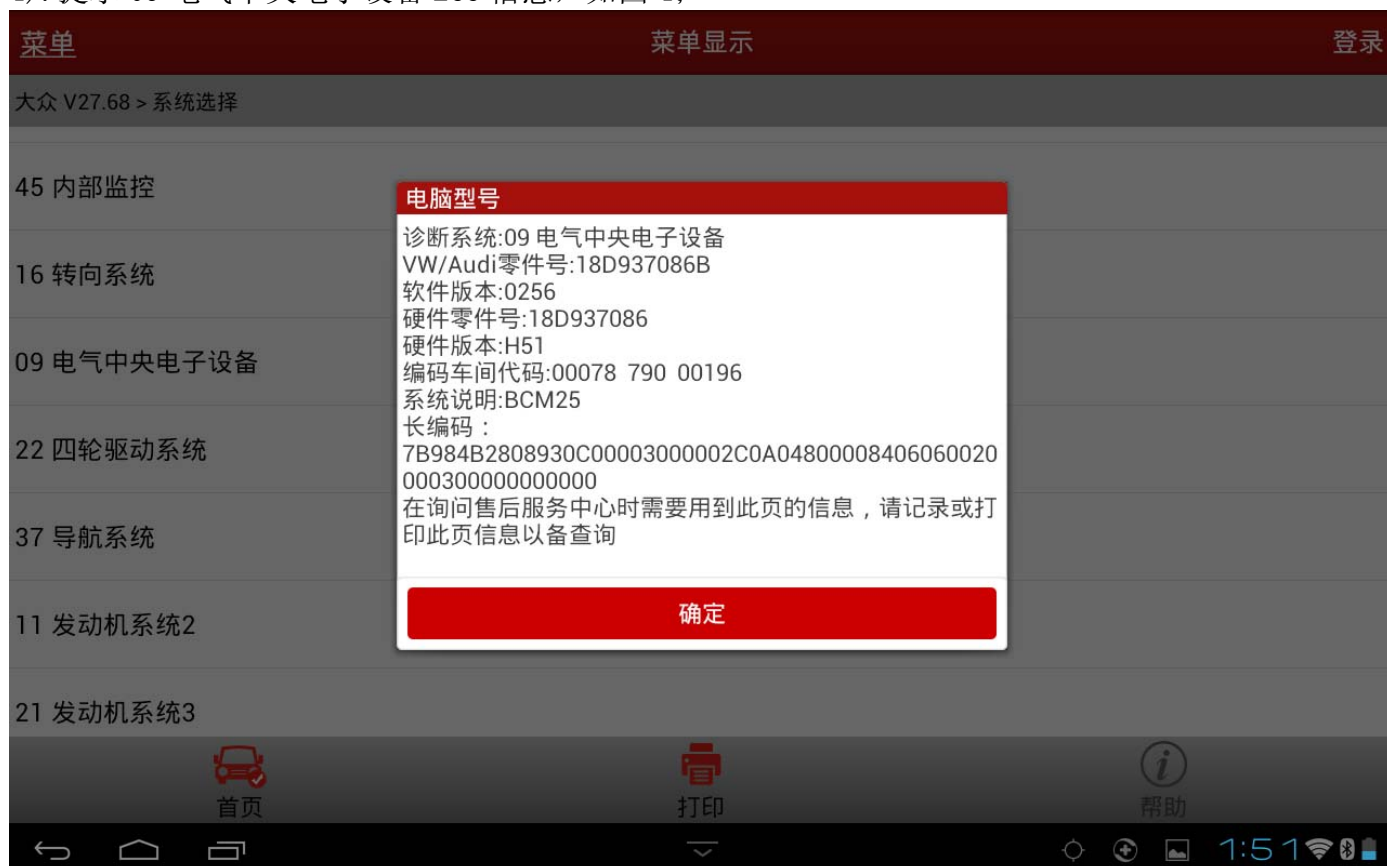 菜单
菜单显示
登录
大众 V27.68 > 系统选择
45 内部监控
16 转向系统
09 电气中央电子设备
22 四轮驱动系统
37 导航系统
11 发动机系统2
21 发动机系统3
电脑型号
诊断系统:09 电气中央电子设备
VW/Audi零件号:18D937086B
软件版本:0256
硬件零件号:18D937086
硬件版本:H51
编码车间代码:00078 790 00196
系统说明:BCM25
长编码：
7B984B2808930C00003000002C0A04800008406060020
000300000000000
在询问售后服务中心时需要用到此页的信息，请记录或打
印此页信息以备查询
确定
首页
打印
帮助
1:51